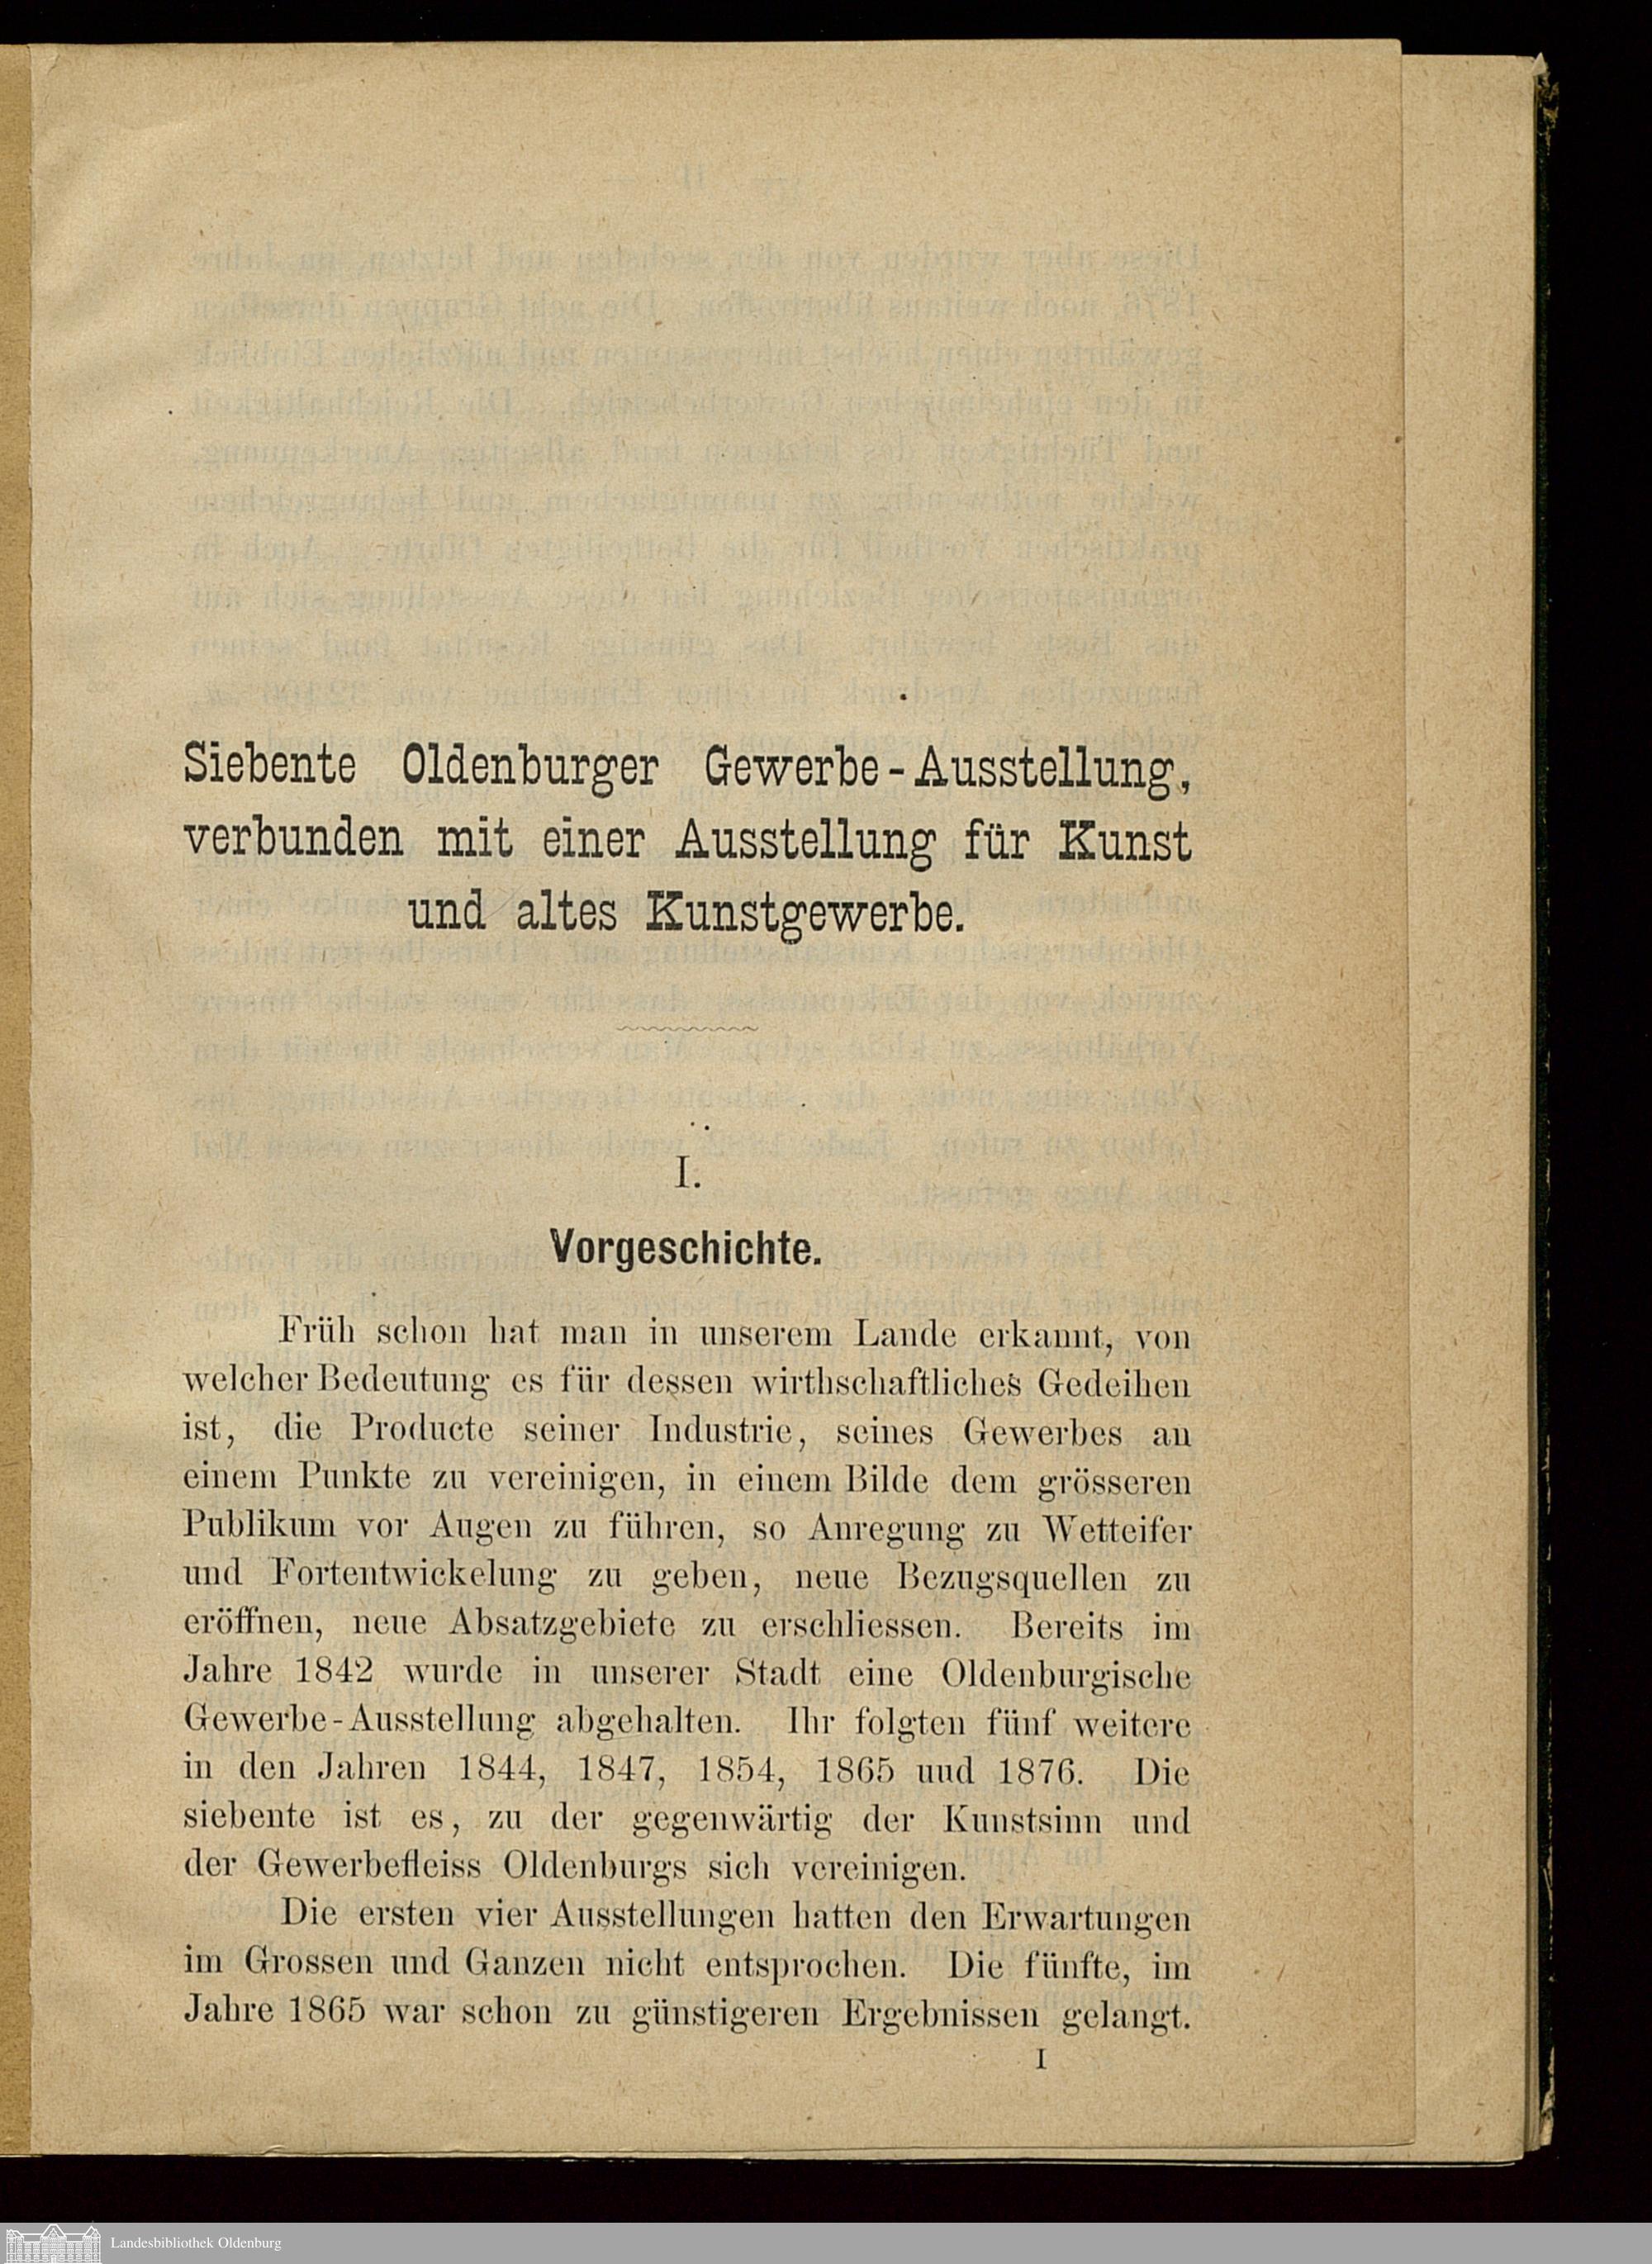 Siebente Oldenburger Gewerbe-Ausstellung,
verbunden mit einer Ausstellung für Kunst
und altes Kunstgewerbe.
I.
Vorgeschichte.
Früh schon hat man in unserem Lande erkannt, von
welcher Bedeutung es für dessen wirthschaftliches Gedeihen
ist, die Producte seiner Industrie, seines Gewerbes an
einem Punkte zu vereinigen, in einem Bilde dem grösseren
Publikum vor Augen zu führen, so Anregung zu Wetteifer
und Fortentwickelung zu geben, neue Bezugsquellen zu
eröffnen, neue Absatzgebiete zu erschliessen. Bereits im
Jahre 1842 wurde in unserer Stadt eine Oldenburgische
Gewerbe-Ausstellung abgehalten. Ihr folgten fünf weitere
in den Jahren 1844, 1847, 1854, 1865 uud 1876. Die
siebente ist es, zu der gegenwärtig der Kunstsinn und
der Gewerbefleiss Oldenburgs sich vereinigen.
Die ersten vier Ausstellungen hatten den Erwartungen
im Grossen und Ganzen nicht entsprochen. Die fünfte, im
Jahre 1865 war schon zu günstigeren Ergebnissen gelangt.
I
Landesbibliothek Oldenburg